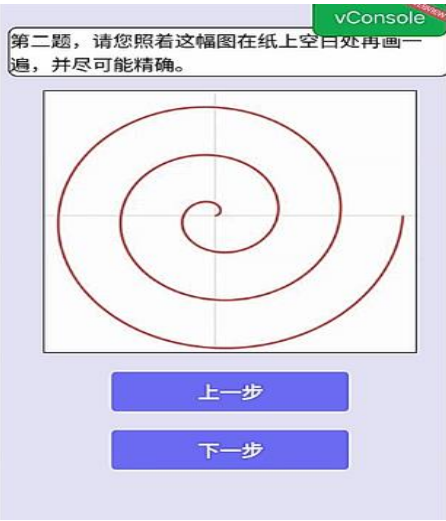 vConsole
第二题，请您照着这幅图在纸上空白处再画一
遍，并尽可能精确。
上一步
下一步